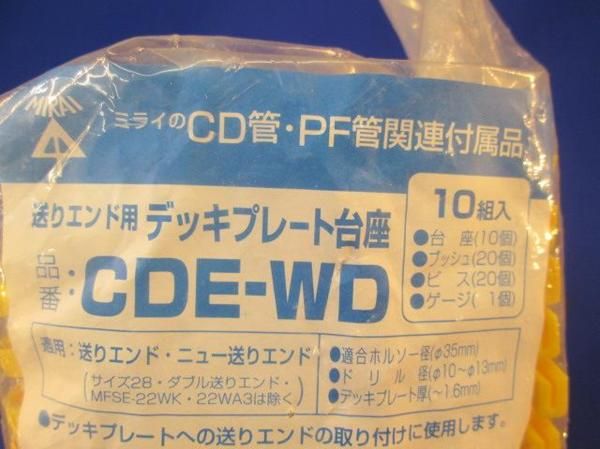 MIRAI
ミライのCD管・PF管関連付属品
送りエンド用 デッキプレート台座
品番: CDE-WD
10組入
●台 座(10個)
●ブッシュ(20個)
●ビス(20個)
●ゲージ( 1個)
適用: 送りエンド・ニュー送りエンド
(サイズ28・ダブル送りエンド・
MFSE-22WK・22WA3は除く)
●適合ホルソー径(φ35mm)
●ドリル径(φ10〜φ13mm)
●デッキプレート厚(〜1.6mm)
●デッキプレートへの送りエンドの取り付けに使用します。